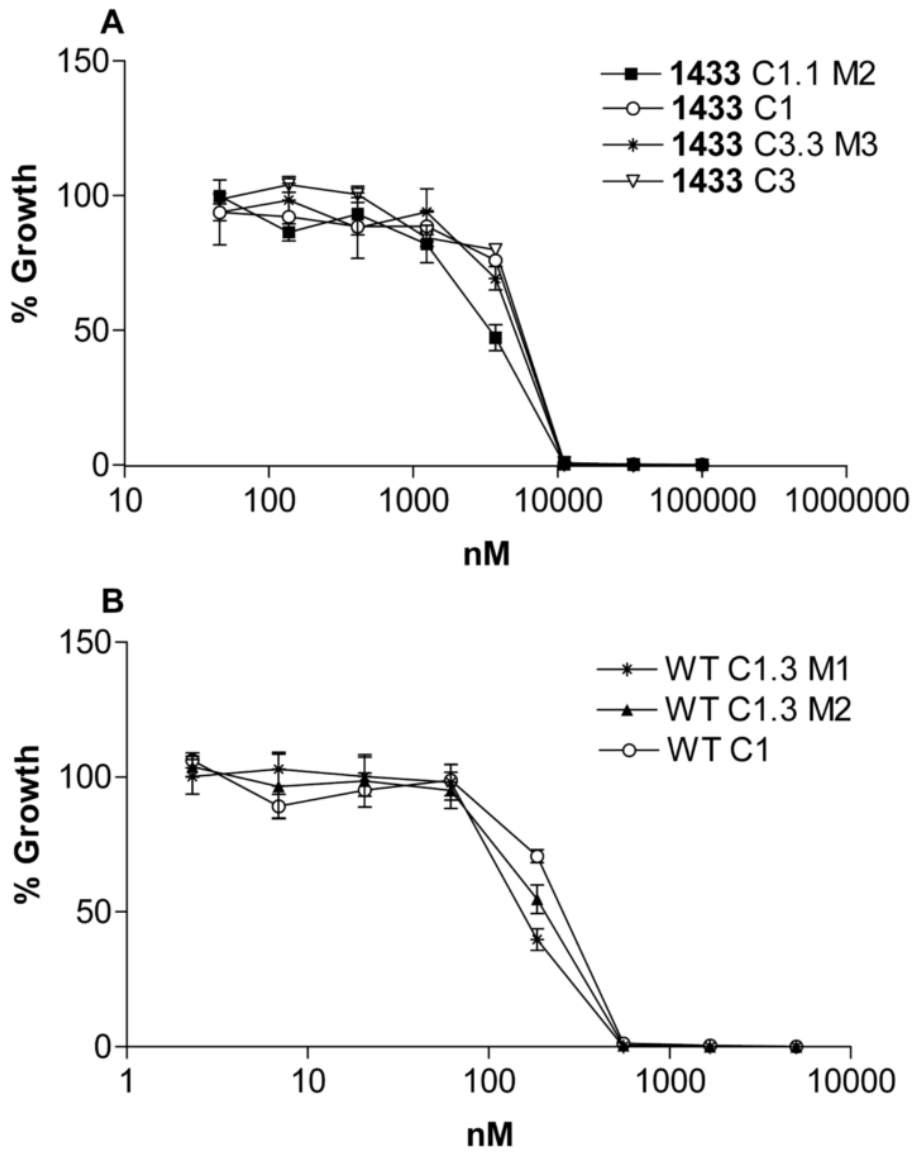 A
150
100
50
0
% Growth
1433 C1.1 M2
1433 C1
1433 C3.3 M3
1433 C3
10 100 1000 10000 100000 1000000
nM
B
150
100
50
0
% Growth
WT C1.3 M1
WT C1.3 M2
WT C1
1 10 100 1000 10000
nM